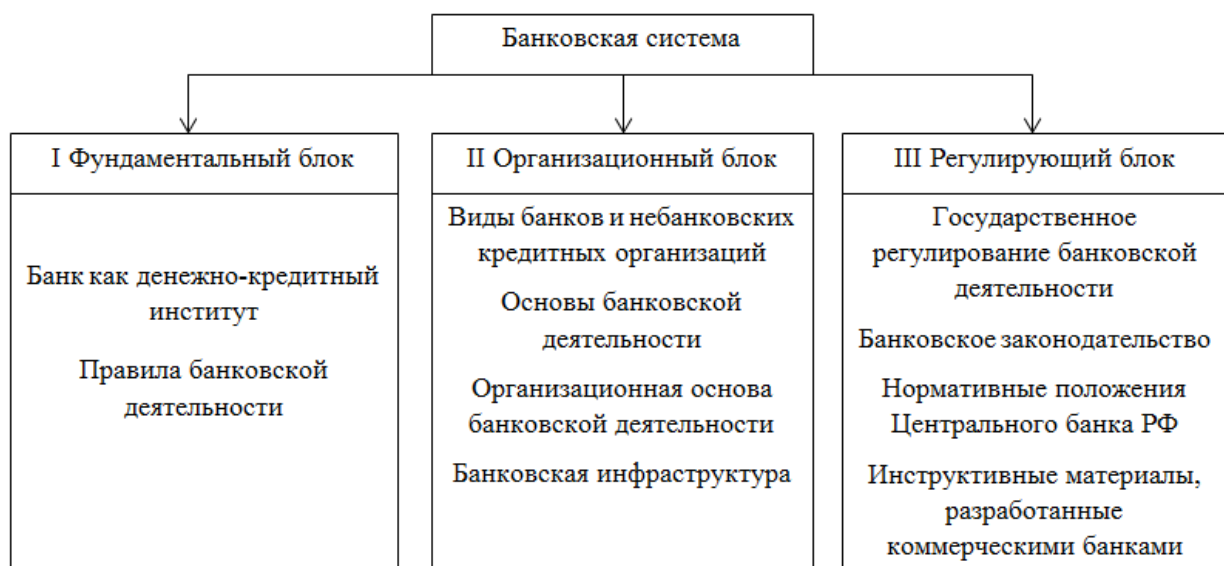 Банковская система
I Фундаментальный блок
Банк как денежно-кредитный
институт
Правила банковской
деятельности
II Организационный блок
Виды банков и небанковских
кредитных организаций
Основы банковской
деятельности
Организационная основа
банковской деятельности
Банковская инфраструктура
III Регулирующий блок
Государственное
регулирование банковской
деятельности
Банковское законодательство
Нормативные положения
Центрального банка РФ
Инструктивные материалы,
разработанные
коммерческими банками